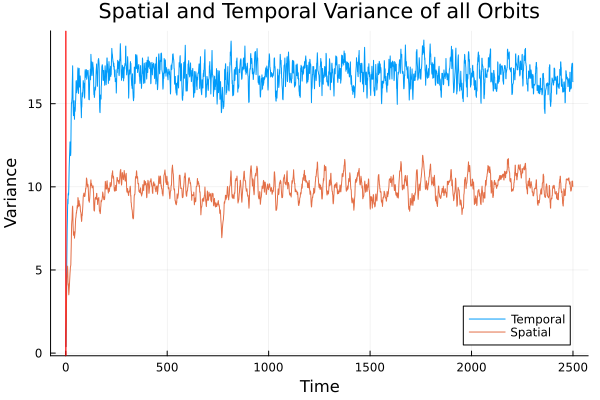 Spatial and Temporal Variance of all Orbits
Variance
15
10
5
0
Temporal
Spatial
0 500 1000 1500 2000 2500
Time